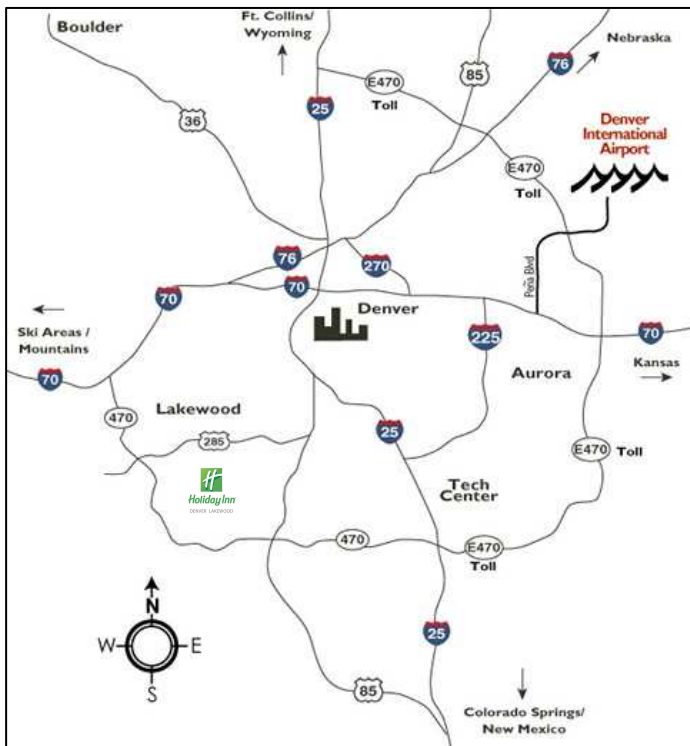 Boulder
Ft. Collins/
Wyoming
85
76
Nebraska
E470
Toll
25
36
Denver
International
Airport
E470
Toll
76
270
Peña Blvd
70
70
Denver
Ski Areas /
Mountains
225
70
Kansas
Aurora
70
470
Lakewood
285
25
E470
Toll
H
Holiday Inn
DENVER LAKEWOOD
Tech
Center
470
E470
Toll
N
W
E
S
25
85
Colorado Springs/
New Mexico